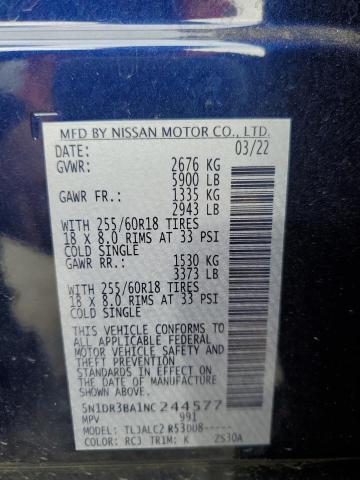 MFD BY NISSAN MOTOR CO., LTD.
DATE: 03/22
GVWR: 2676 KG
5900 LB
GAWR FR.: 1335 KG
2943 LB
WITH 255/60R18 TIRES
18 X 8.0 RIMS AT 33 PSI
COLD SINGLE
GAWR RR.: 1530 KG
3373 LB
WITH 255/60R18 TIRES
18 X 8.0 RIMS AT 33 PSI
COLD SINGLE
THIS VEHICLE CONFORMS TO
ALL APPLICABLE FEDERAL
MOTOR VEHICLE SAFETY
STANDARDS IN EFFECT ON
THE DATE OF MANUFACTURE
SHOWN ABOVE.
5N1DR3BA1NC244577
MPV 991
MODEL: TLJALC2 R53UU8-----
COLOR: RCJ TRIM: K 2S30A